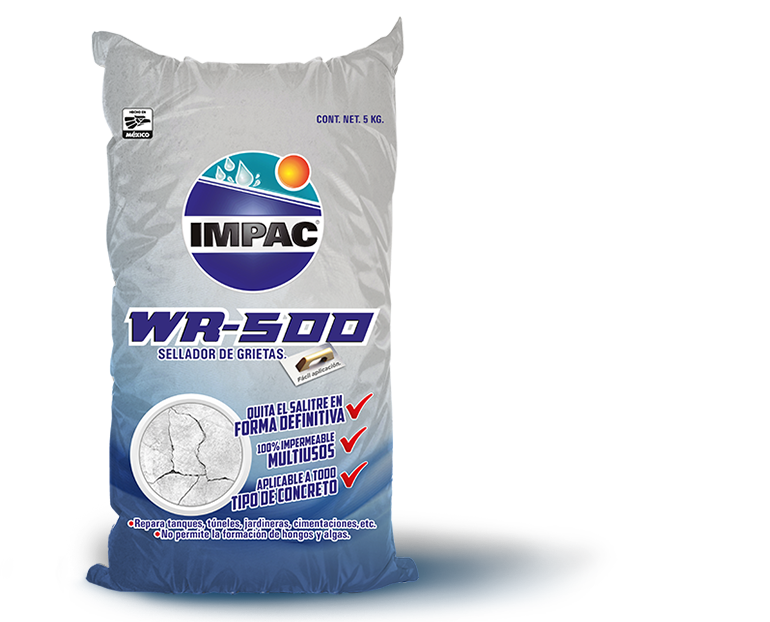 HECHO EN
MÉXICO
CONT. NET. 5 KG.
IMPAC®
WR-500
SELLADOR DE GRIETAS.
Fácil aplicación.
QUITA EL SALITRE EN
FORMA DEFINITIVA
100% IMPERMEABLE
MULTIUSOS
APLICABLE A TODO
TIPO DE CONCRETO
•Repara tanques, túneles, jardineras, cimentaciones,etc.
•No permite la formación de hongos y algas.